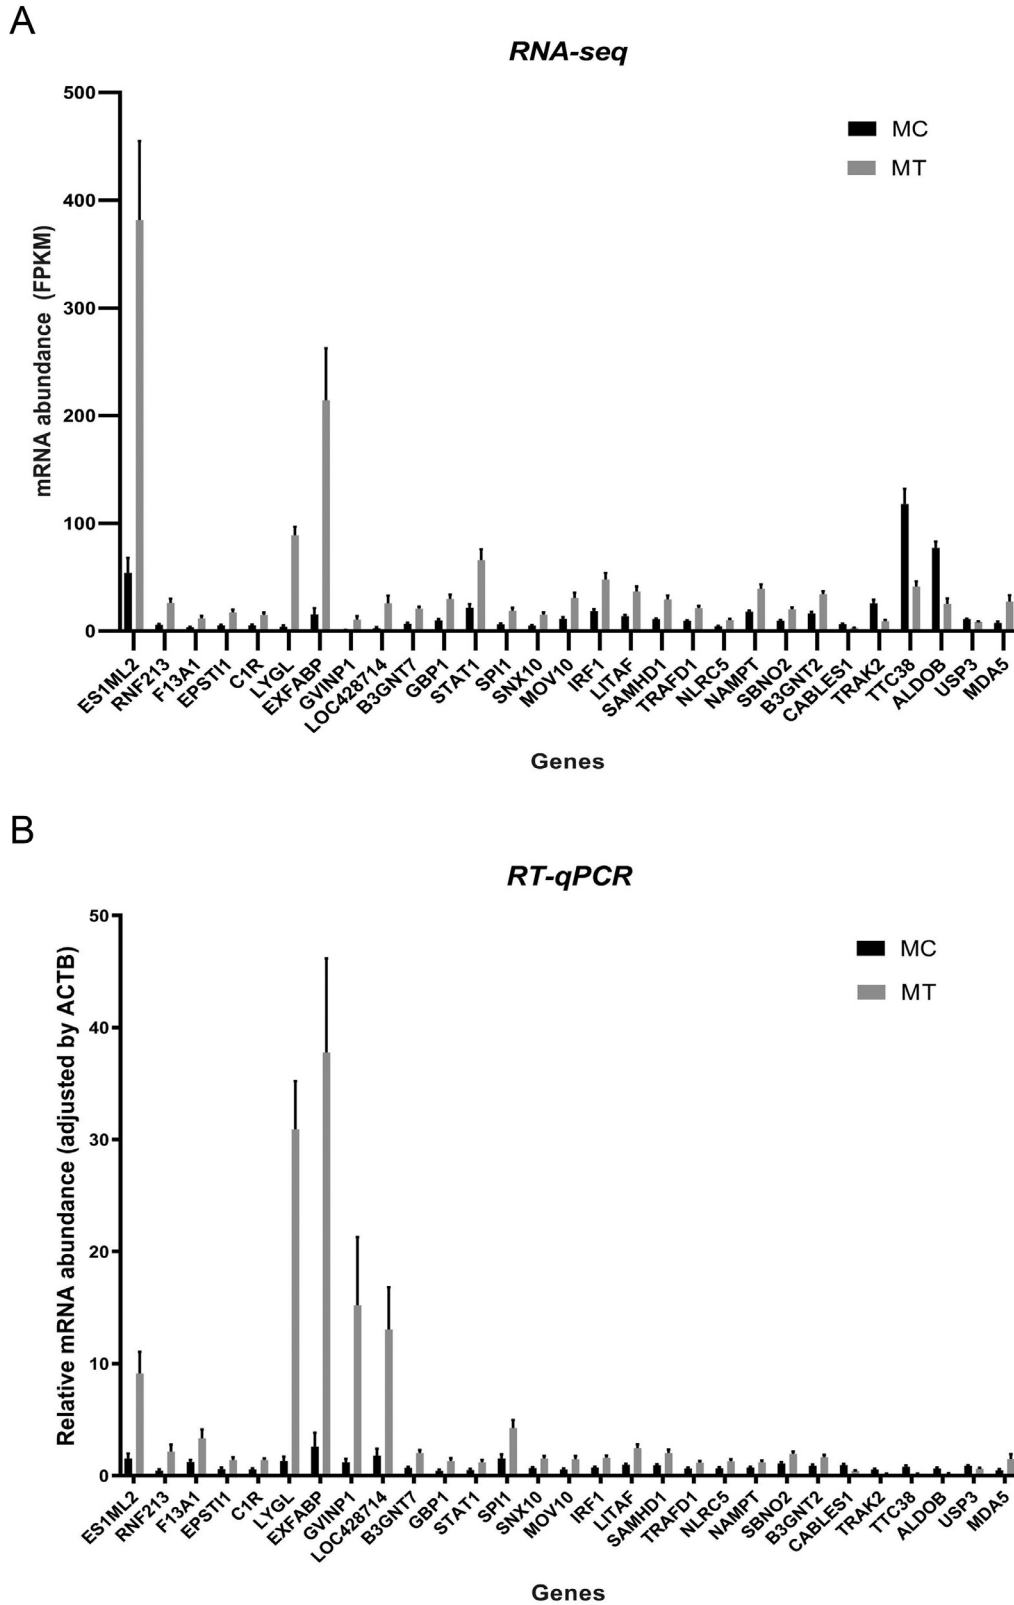 A
RNA-seq
500
400
300
200
100
0
mRNA abundance (FPKM)
MC
MT
ES1ML2
RNF213
F13A1
EPSTI1
C1R
LYGL
EXFABP
GVINP1
LOC428714
B3GNT7
GBP1
STAT1
SPI1
SNX10
MOV10
IRF1
LITAF
SAMHD1
TRAFD1
NLRC5
NAMPT
SBNO2
B3GNT2
CABLES1
TRAK2
TTC38
ALDOB
USP3
MDA5
Genes
B
RT-qPCR
50
40
30
20
10
0
Relative mRNA abundance (adjusted by ACTB)
MC
MT
ES1ML2
RNF213
F13A1
EPSTI1
C1R
LYGL
EXFABP
GVINP1
LOC428714
B3GNT7
GBP1
STAT1
SPI1
SNX10
MOV10
IRF1
LITAF
SAMHD1
TRAFD1
NLRC5
NAMPT
SBNO2
B3GNT2
CABLES1
TRAK2
TTC38
ALDOB
USP3
MDA5
Genes